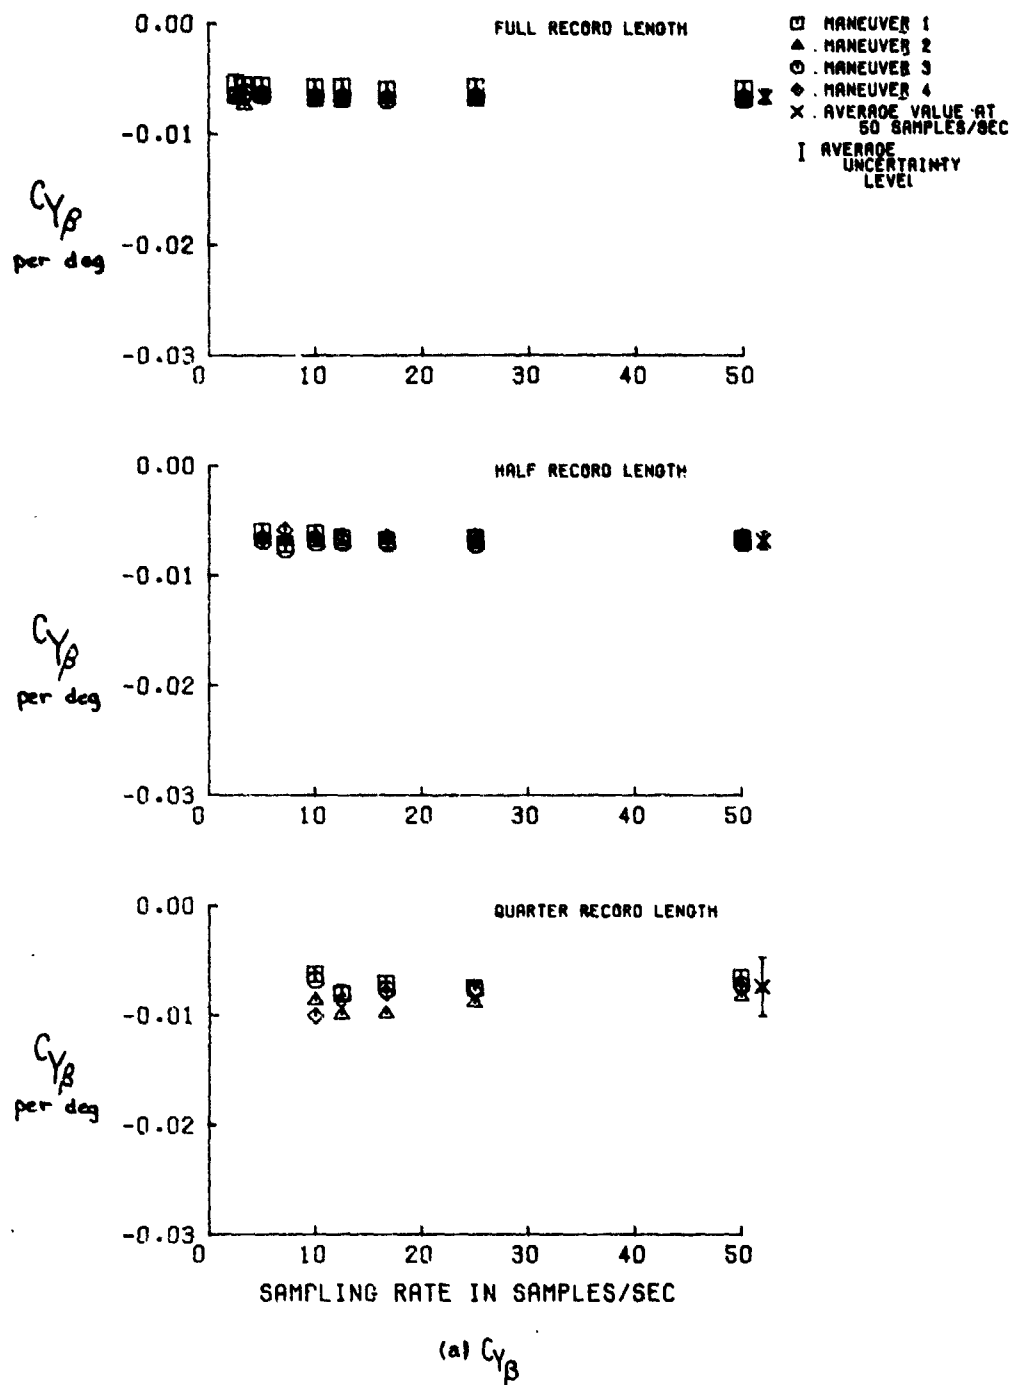 FULL RECORD LENGTH
MANEUVER 1
. MANEUVER 2
. MANEUVER 3
. MANEUVER 4
. AVERAGE VALUE AT
50 SAMPLES/SEC
AVERAGE
UNCERTAINTY
LEVEL
0.00
-0.01
-0.02
-0.03
CYβ
per deg
0 10 20 30 40 50
HALF RECORD LENGTH
0.00
-0.01
-0.02
-0.03
CYβ
per deg
0 10 20 30 40 50
QUARTER RECORD LENGTH
0.00
-0.01
-0.02
-0.03
CYβ
per deg
0 10 20 30 40 50
SAMPLING RATE IN SAMPLES/SEC
(a) CYβ